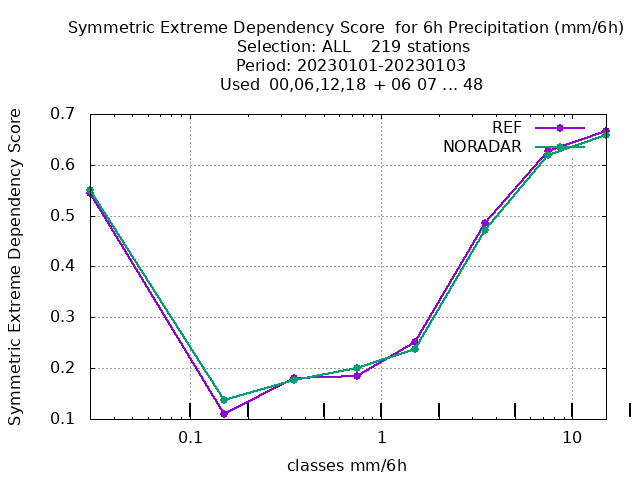 Symmetric Extreme Dependency Score  for 6h Precipitation (mm/6h)
Selection: ALL    219 stations
Period: 20230101-20230103
Used  00,06,12,18  + 06 07 ... 48
REF
NORADAR
Symmetric Extreme Dependency Score
0.7
0.6
0.5
0.4
0.3
0.2
0.1
0.1 1 10
classes mm/6h